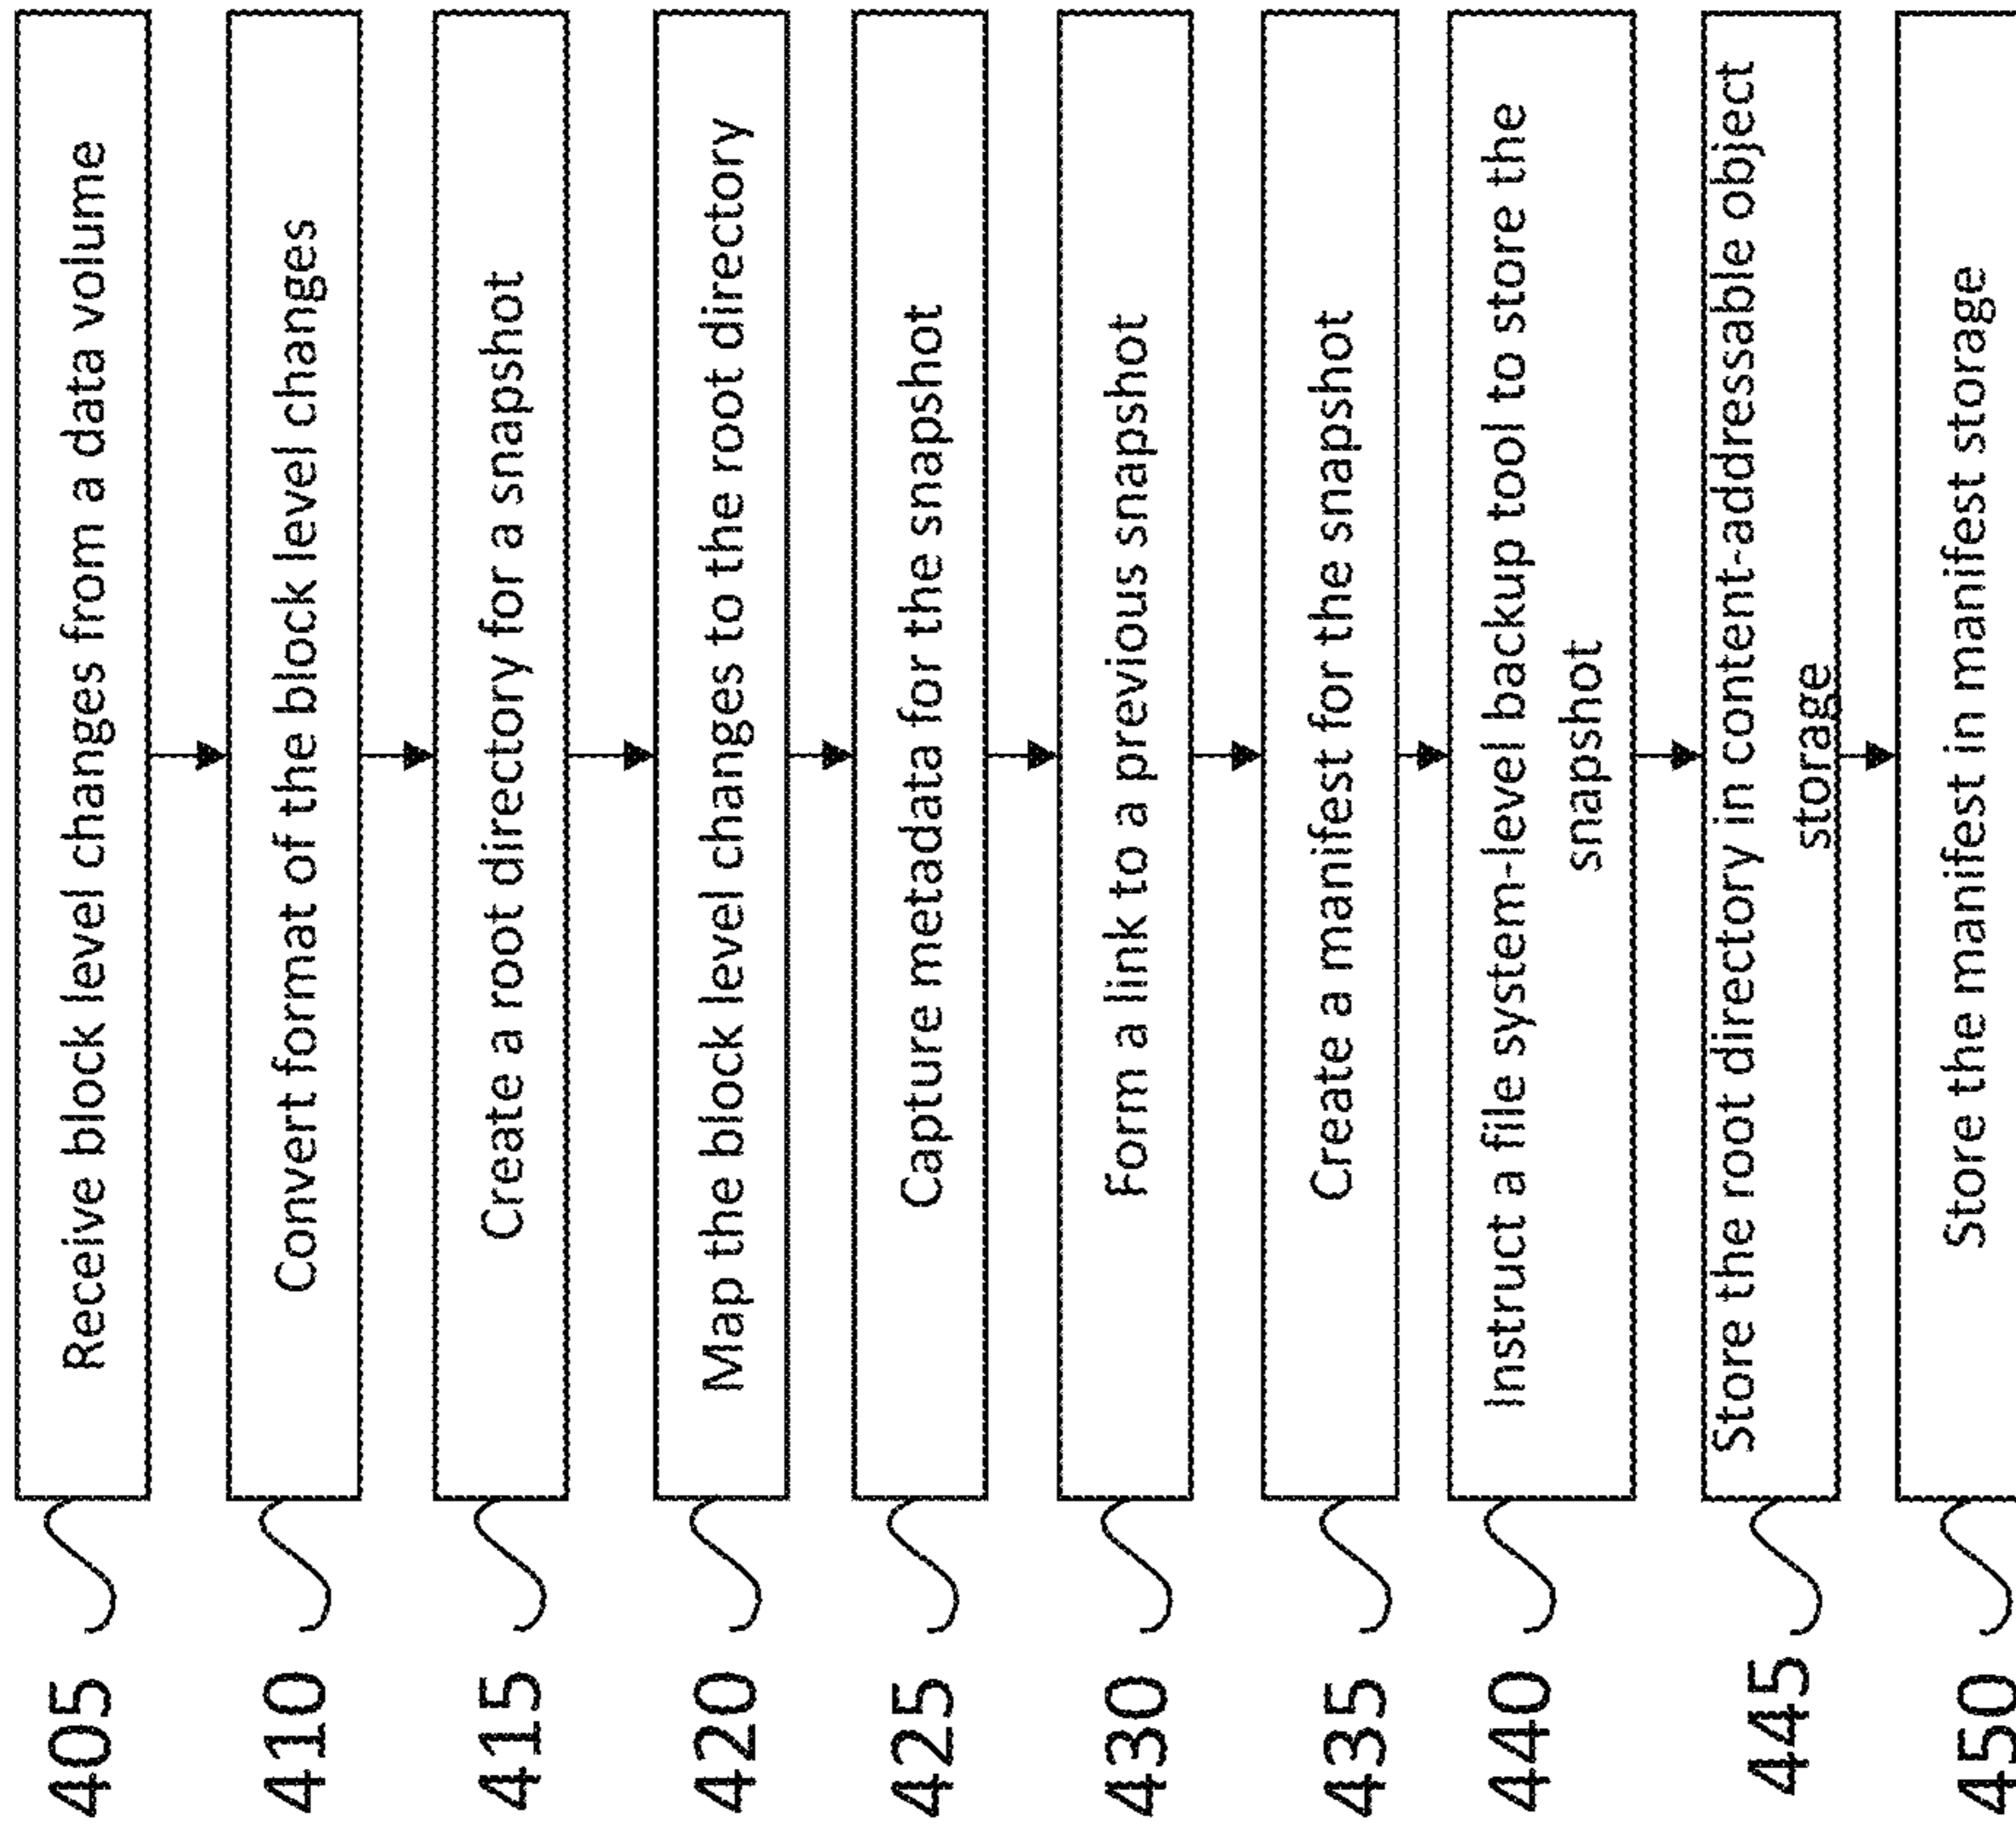 405
Receive block level changes from a data volume
410
Convert format of the block level changes
415
Create a root directory for a snapshot
420
Map the block level changes to the root directory
425
Capture metadata for the snapshot
430
Form a link to a previous snapshot
435
Create a manifest for the snapshot
440
Instruct a file system-level backup tool to store the
snapshot
445
Store the root directory in content-addressable object
storage
450
Store the manifest in manifest storage